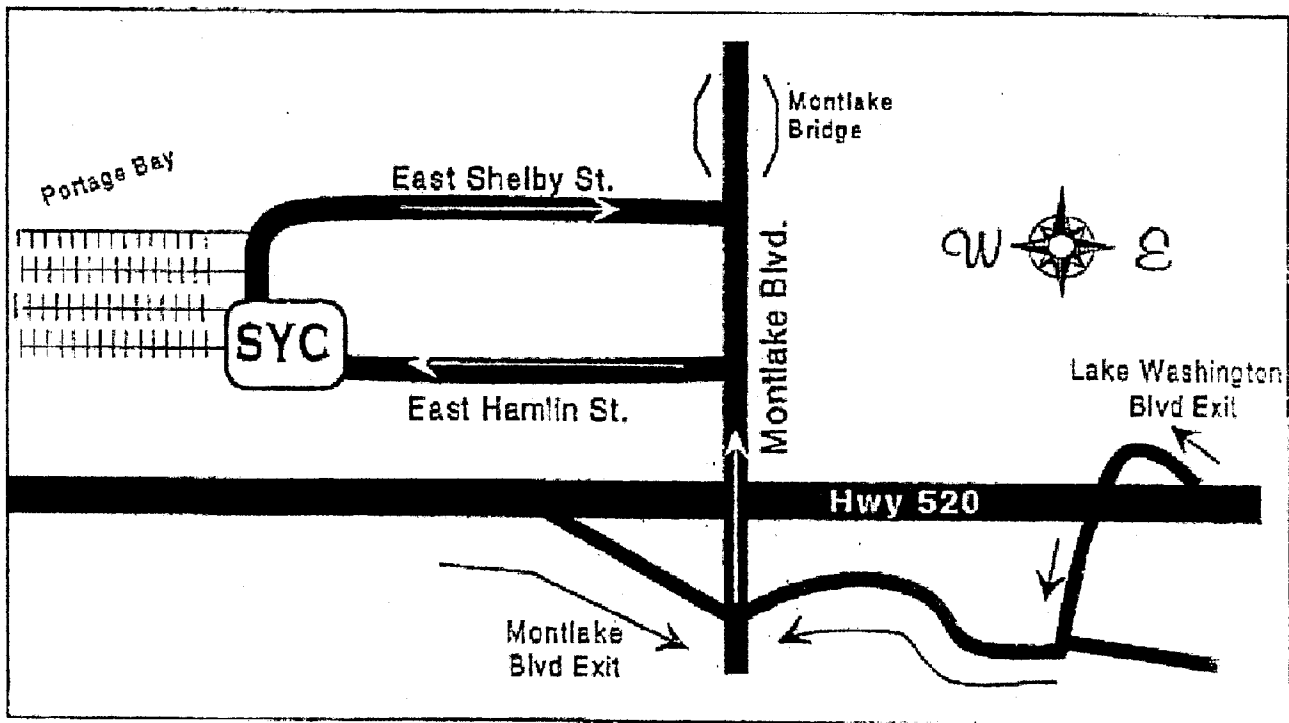 Montlake
Bridge
Portage Bay
East Shelby St.
W
E
Montlake Blvd.
SYC
East Hamlin St.
Lake Washington
Blvd Exit
Hwy 520
Montlake
Blvd Exit